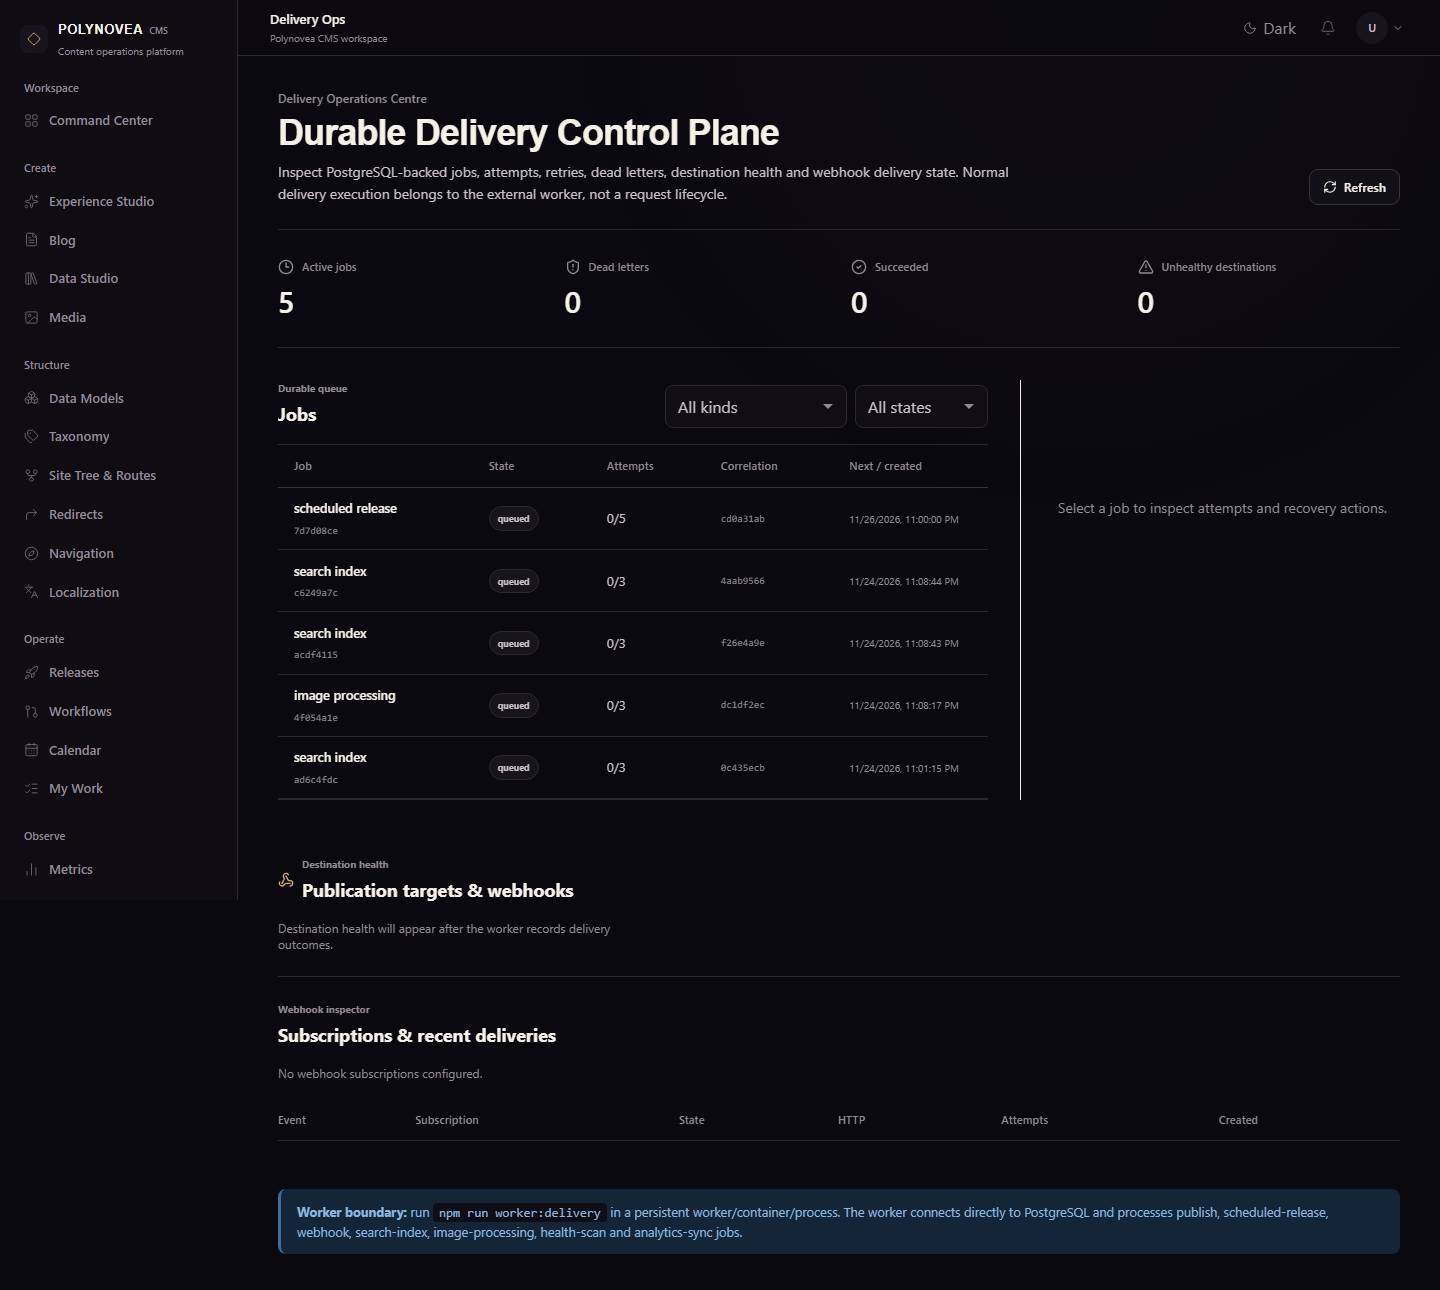 POLYNOVEA CMS
Content operations platform
Workspace
Command Center
Create
Experience Studio
Blog
Data Studio
Media
Structure
Data Models
Taxonomy
Site Tree & Routes
Redirects
Navigation
Localization
Operate
Releases
Workflows
Calendar
My Work
Observe
Metrics
Delivery Ops
Polynovea CMS workspace
Dark
U
Delivery Operations Centre
Durable Delivery Control Plane
Inspect PostgreSQL-backed jobs, attempts, retries, dead letters, destination health and webhook delivery state. Normal
delivery execution belongs to the external worker, not a request lifecycle.
Refresh
Active jobs
5
Dead letters
0
Succeeded
0
Unhealthy destinations
0
Durable queue
Jobs
All kinds
All states
Job State Attempts Correlation Next / created
scheduled release
7d7d08ce
queued 0/5 cd0a31ab 11/26/2026, 11:00:00 PM
search index
c6249a7c
queued 0/3 4aab9566 11/24/2026, 11:08:44 PM
search index
acdf4115
queued 0/3 f26e4a9e 11/24/2026, 11:08:43 PM
image processing
4f054a1e
queued 0/3 dc1df2ec 11/24/2026, 11:08:17 PM
search index
ad6c4fdc
queued 0/3 0c435ecb 11/24/2026, 11:01:15 PM
Select a job to inspect attempts and recovery actions.
Destination health
Publication targets & webhooks
Destination health will appear after the worker records delivery
outcomes.
Webhook inspector
Subscriptions & recent deliveries
No webhook subscriptions configured.
Event Subscription State HTTP Attempts Created
Worker boundary: run npm run worker:delivery in a persistent worker/container/process. The worker connects directly to PostgreSQL and processes publish, scheduled-release,
webhook, search-index, image-processing, health-scan and analytics-sync jobs.